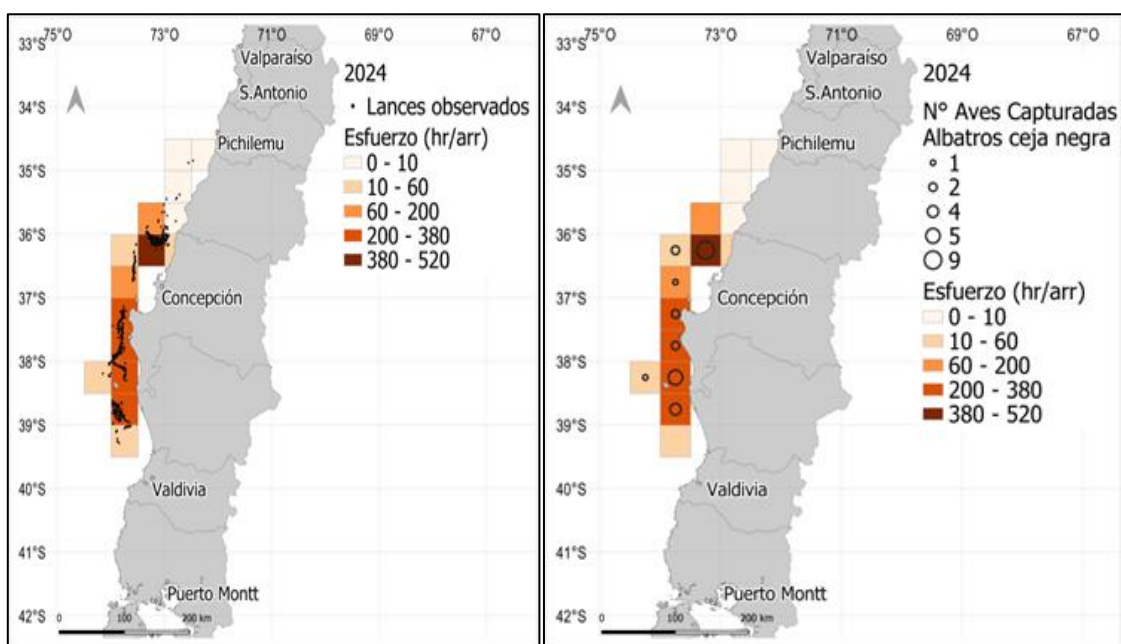 75°O 73°O 71°O 69°O 67°O
33°S
34°S
35°S
36°S
37°S
38°S
39°S
40°S
41°S
42°S
Valparaíso
S.Antonio
Pichilemu
Concepción
Valdivia
Puerto Montt
2024
Lances observados
Esfuerzo (hr/arr)
0 - 10
10 - 60
60 - 200
200 - 380
380 - 520
0 100 200 km
75°O 73°O 71°O 69°O 67°O
33°S
34°S
35°S
36°S
37°S
38°S
39°S
40°S
41°S
42°S
Valparaíso
S.Antonio
Pichilemu
Concepción
Valdivia
Puerto Montt
2024
N° Aves Capturadas
Albatros ceja negra
1
2
4
5
9
Esfuerzo (hr/arr)
0 - 10
10 - 60
60 - 200
200 - 380
380 - 520
0 100 200 km